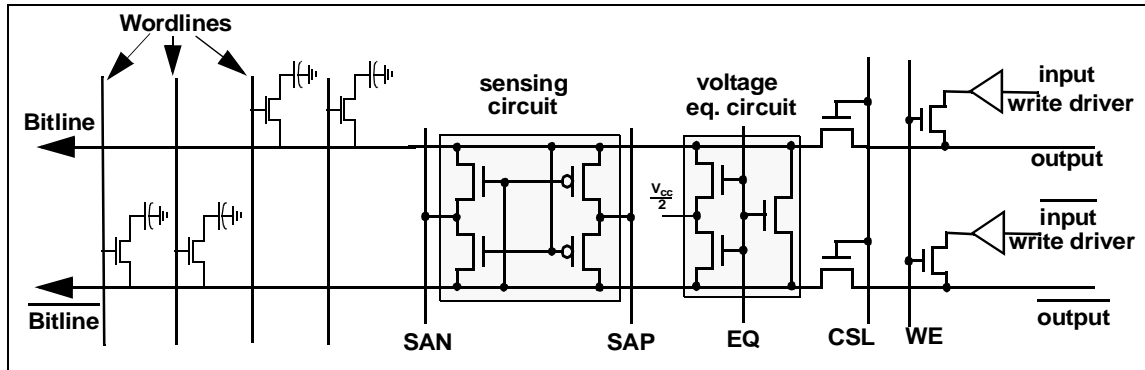 Wordlines
sensing
circuit
voltage
eq. circuit
input
write driver
Bitline
output
Vcc
2
input
write driver
Bitline
output
SAN
SAP
EQ
CSL
WE